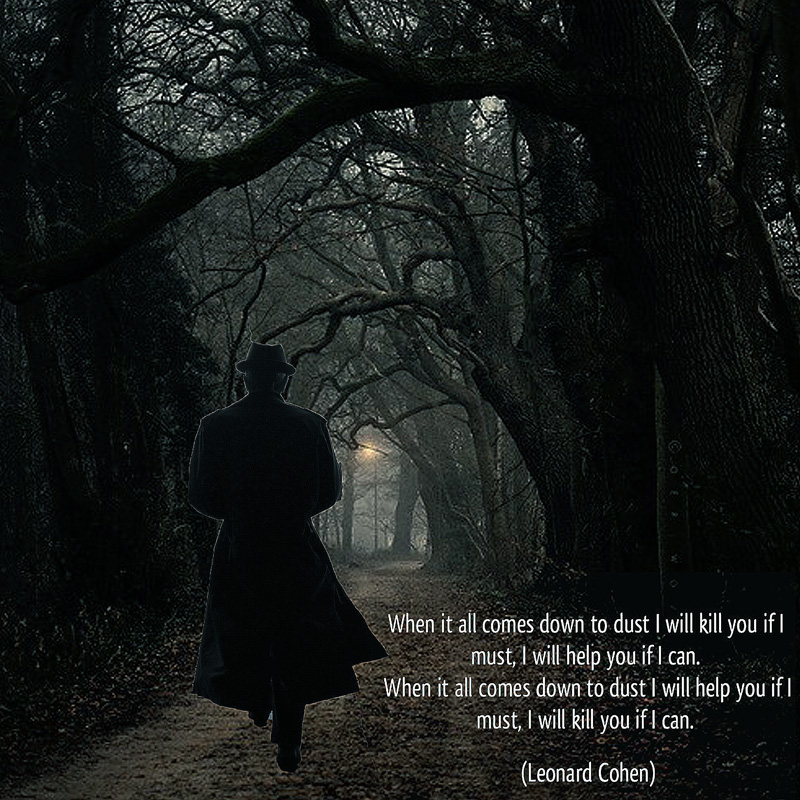 When it all comes down to dust I will kill you if I
must, I will help you if I can.
When it all comes down to dust I will help you if I
must, I will kill you if I can.
(Leonard Cohen)